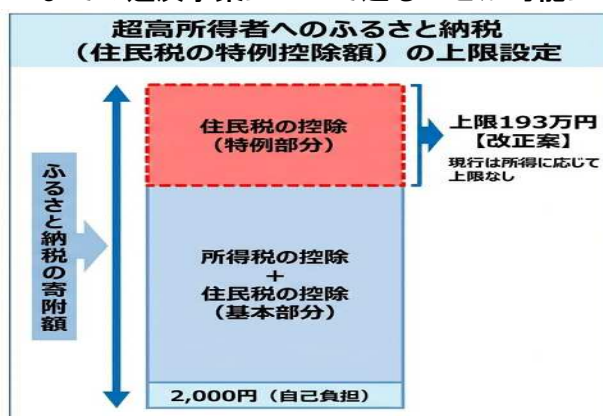 超高所得者へのふるさと納税
（住民税の特例控除額）の上限設定
住民税の控除
（特例部分）
上限193万円
【改正案】
現行は所得に応じて
上限なし
ふるさと納税の寄附額
所得税の控除
+
住民税の控除
（基本部分）
2,000円（自己負担）